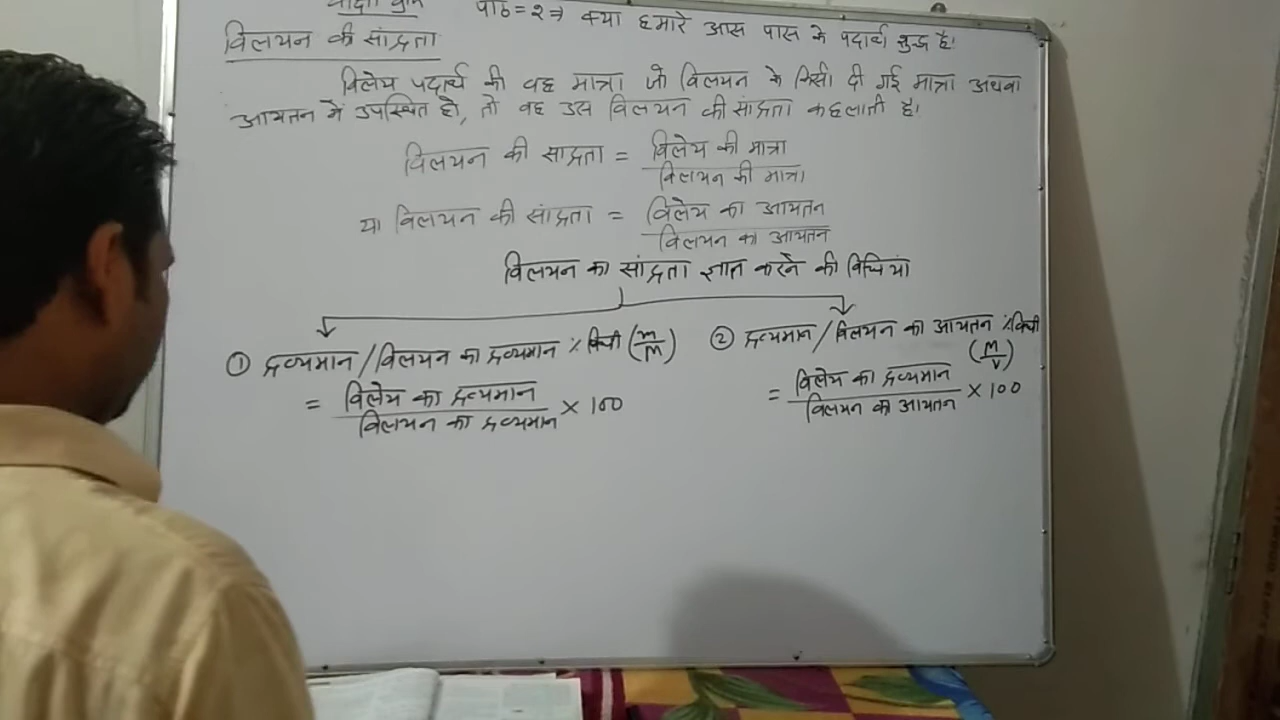 पाठ = २ ⇒ क्या हमारे आस पास के पदार्थ शुद्ध है।
विलयन की सांद्रता
विलेय पदार्थ की वह मात्रा जो विलयन के किसी दी गई मात्रा अथवा
आयतन में उपस्थित हो, तो वह उस विलयन की सांद्रता कहलाती है।
विलयन की सांद्रता = विलेय की मात्रा
विलयन की मात्रा
या विलयन की सांद्रता = विलेय का आयतन
विलयन का आयतन
विलयन का सांद्रता ज्ञात करने की विधियां
① द्रव्यमान / विलयन का द्रव्यमान % विधी (m/M)
② द्रव्यमान / विलयन का आयतन % विधी
(M/V)
= विलेय का द्रव्यमान / विलयन का द्रव्यमान × 100
= विलेय का द्रव्यमान / विलयन का आयतन × 100